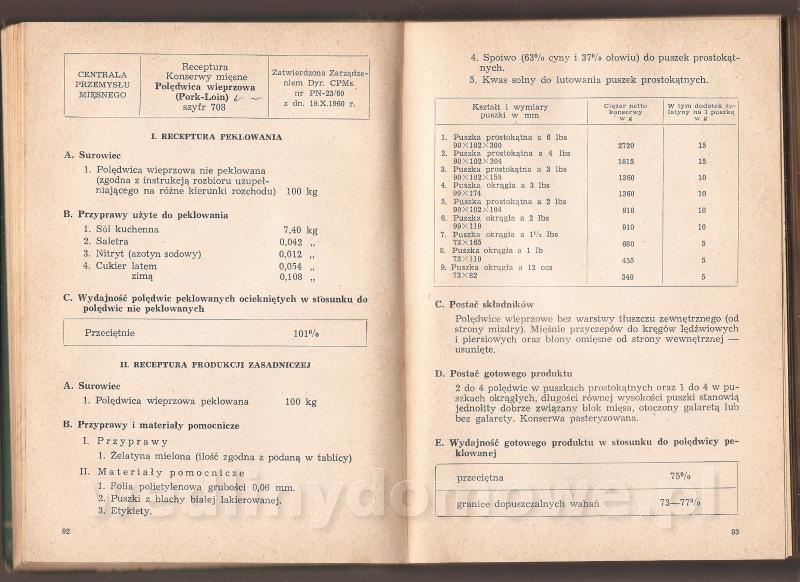 CENTRALA
PRZEMYSŁU
MIĘSNEGO
Receptura
Konserwy mięsne
Polędwica wieprzowa
(Pork-Loin)
szyfr 708
Zatwierdzona Zarządze-
niem Dyr. CPMs.
nr PN-23/60
z dn. 19.X.1960 r.
I. RECEPTURA PEKLOWANIA
A. Surowiec
1. Polędwica wieprzowa nie peklowana
(zgodna z instrukcją rozbioru uzupeł-
niającego na różne kierunki rozchodu) 100 kg
B. Przyprawy użyte do peklowania
1. Sól kuchenna 7,40 kg
2. Saletra 0,042 „
3. Nitryt (azotyn sodowy) 0,012 „
4. Cukier latem 0,054 „
zimą 0,108 „
C. Wydajność polędwic peklowanych ociekniętych w stosunku do
polędwic nie peklowanych
Przeciętnie 101%
II. RECEPTURA PRODUKCJI ZASADNICZEJ
A. Surowiec
1. Polędwica wieprzowa peklowana 100 kg
B. Przyprawy i materiały pomocnicze
I. Przyprawy
1. Żelatyna mielona (ilość zgodna z podaną w tablicy)
II. Materiały pomocnicze
1. Folia polietylenowa grubości 0,06 mm.
2. Puszki z blachy białej lakierowanej.
3. Etykiety.
92
4. Spoiwo (63% cyny i 37% ołowiu) do puszek prostokąt-
nych.
5. Kwas solny do lutowania puszek prostokątnych.
Kształt i wymiary
puszki w mm
Ciężar netto
konserwy
w g
W tym dodatek że-
latyny na 1 puszkę
w g
1. Puszka prostokątna a 6 lbs
90×102×300 2720 15
2. Puszka prostokątna a 4 lbs
90×102×204 1815 15
3. Puszka prostokątna a 3 lbs
90×102×155 1360 10
4. Puszka okrągła a 3 lbs
99×174 1360 10
5. Puszka prostokątna a 2 lbs
90×102×104 910 10
6. Puszka okrągła a 2 lbs
99×119 910 10
7. Puszka okrągła a 1½ lbs
73×165 680 5
8. Puszka okrągła a 1 lb
73×110 455 5
9. Puszka okrągła a 12 ozs
73×82 340 5
C. Postać składników
Polędwice wieprzowe bez warstwy tłuszczu zewnętrznego (od
strony mizdry). Mięśnie przyczepów do kręgów lędźwiowych
i piersiowych oraz błony omięsne od strony wewnętrznej —
usunięte.
D. Postać gotowego produktu
2 do 4 polędwic w puszkach prostokątnych oraz 1 do 4 w pu-
szkach okrągłych, długości równej wysokości puszki stanowią
jednolity dobrze związany blok mięsa, otoczony galaretą lub
bez galarety. Konserwa pasteryzowana.
E. Wydajność gotowego produktu w stosunku do polędwicy pe-
klowanej
przeciętna 75%
granice dopuszczalnych wahań 73—77%
93
wedlinydomowe.pl